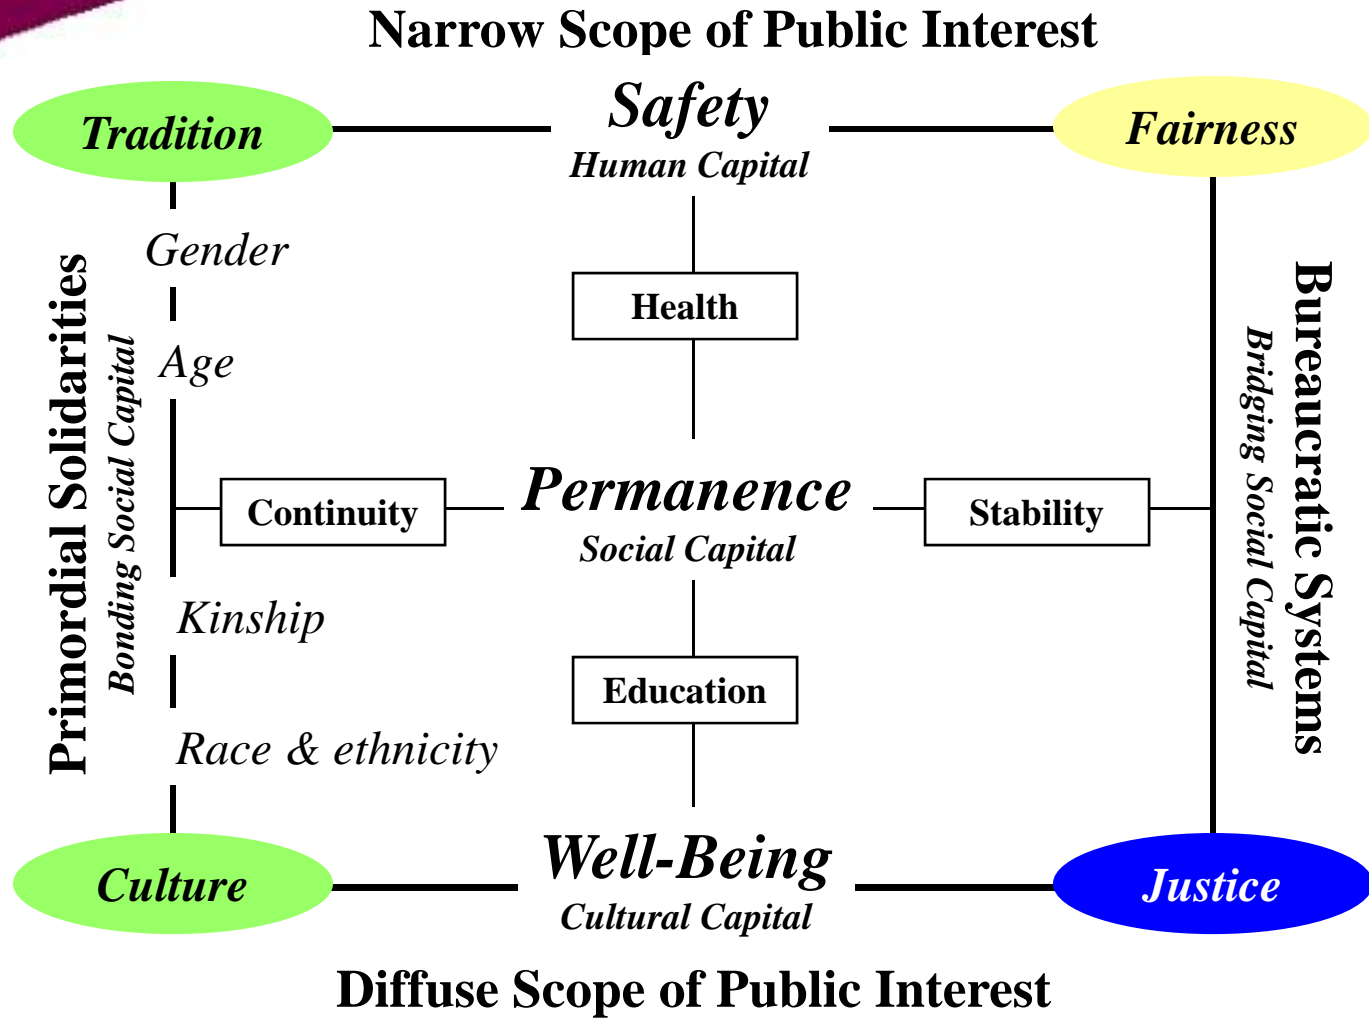 Narrow Scope of Public Interest
Tradition
Safety
Human Capital
Fairness
Gender
Age
Health
Primordial Solidarities
Bonding Social Capital
Continuity
Permanence
Social Capital
Stability
Bridging Social Capital
Bureaucratic Systems
Kinship
Education
Race & ethnicity
Culture
Well-Being
Cultural Capital
Justice
Diffuse Scope of Public Interest